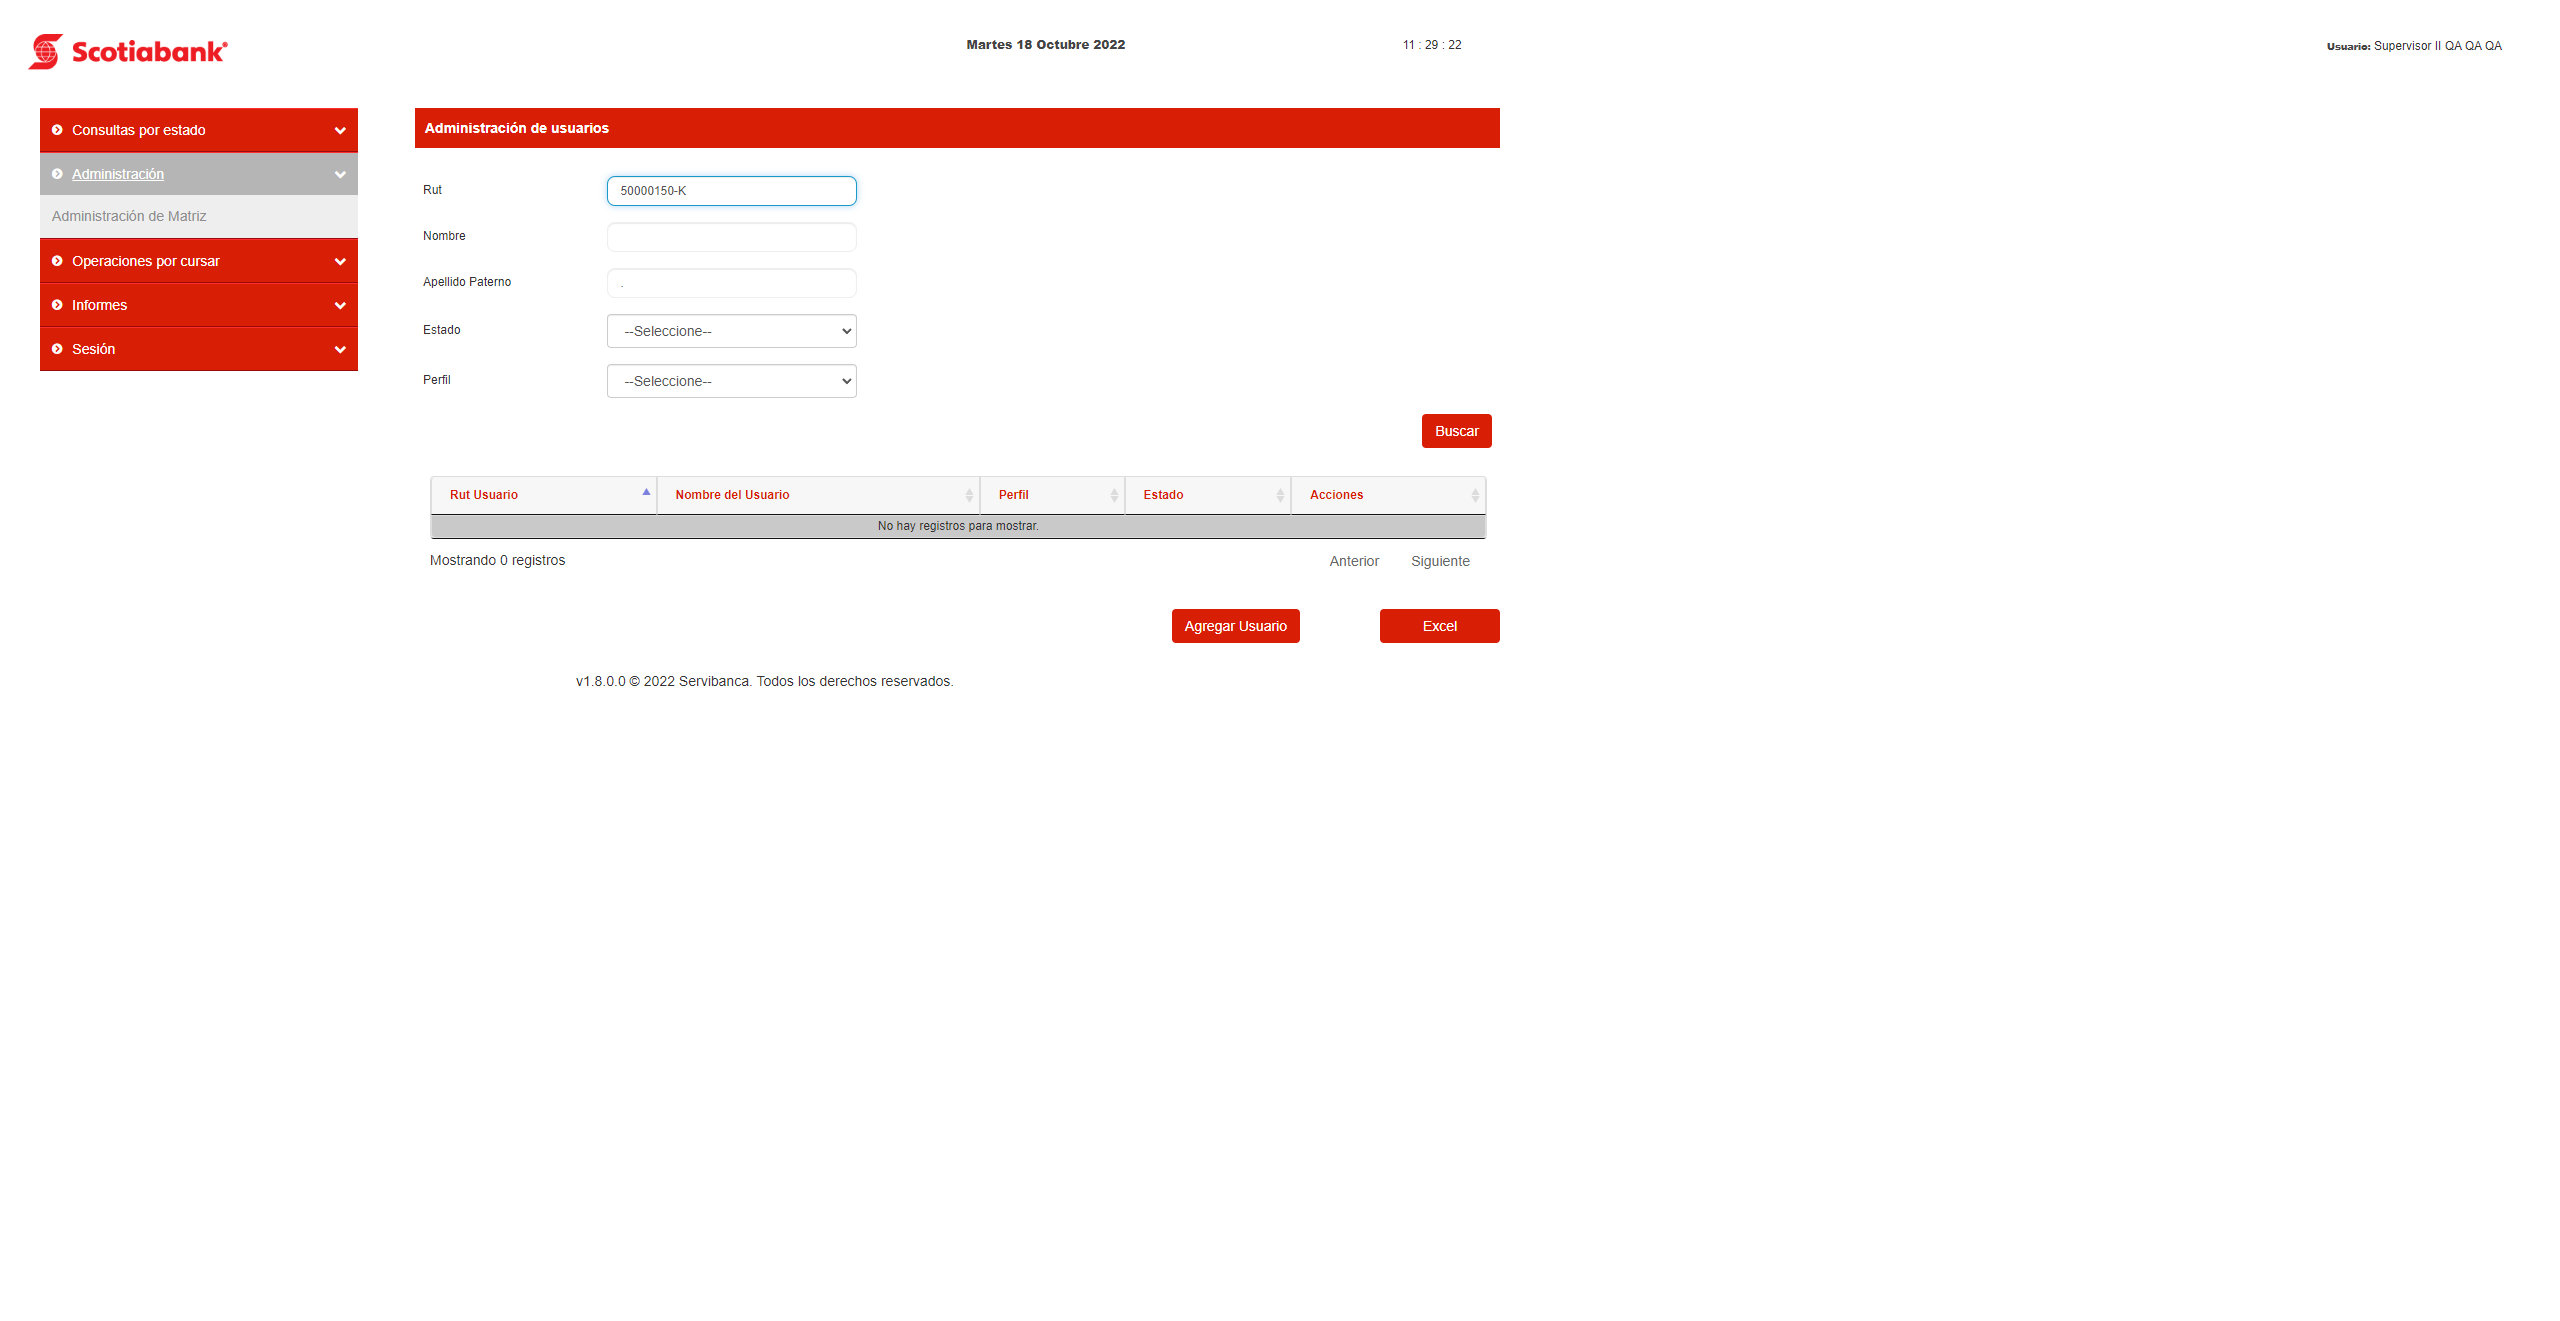 Scotiabank®
Martes 18 Octubre 2022
11 : 29 : 22
Usuario: Supervisor II QA QA QA
Consultas por estado
Administración
Administración de Matriz
Operaciones por cursar
Informes
Sesión
Administración de usuarios
Rut 50000150-K
Nombre
Apellido Paterno .
Estado --Seleccione--
Perfil --Seleccione--
Buscar
Rut Usuario Nombre del Usuario Perfil Estado Acciones
No hay registros para mostrar.
Mostrando 0 registros
Anterior Siguiente
Agregar Usuario Excel
v1.8.0.0 © 2022 Servibanca. Todos los derechos reservados.